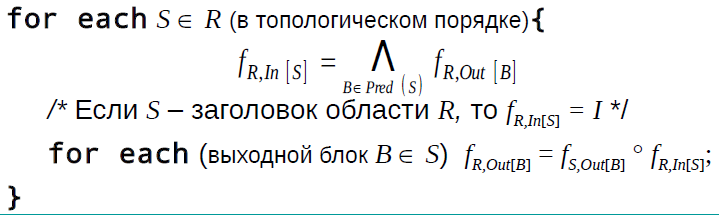 for each S ∈ R (в топологическом порядке){
f_{R,In [S]} = ⋀_{B∈ Pred (S)} f_{R,Out [B]}
/* Если S – заголовок области R, то f_{R,In[S]} = I */
for each (выходной блок B ∈ S) f_{R,Out[B]} = f_{S,Out[B]} ° f_{R,In[S]};
}